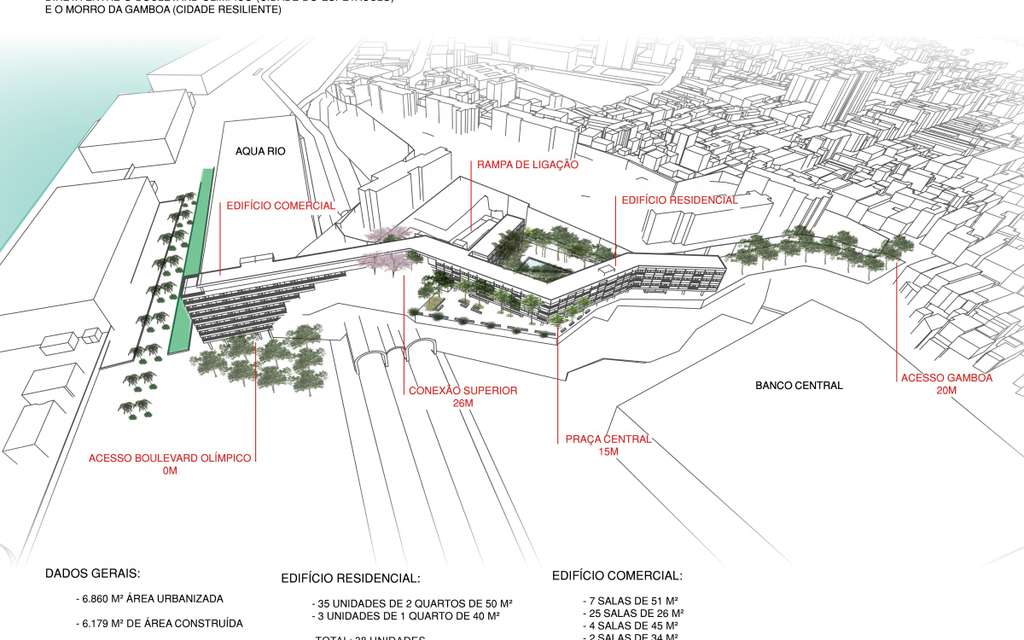 E O MORRO DA GAMBOA (CIDADE RESILIENTE)
AQUA RIO
RAMPA DE LIGAÇÃO
EDIFÍCIO COMERCIAL
EDIFÍCIO RESIDENCIAL
CONEXÃO SUPERIOR
26M
BANCO CENTRAL
ACESSO GAMBOA
20M
PRAÇA CENTRAL
15M
ACESSO BOULEVARD OLÍMPICO
0M
DADOS GERAIS:
- 6.860 M² ÁREA URBANIZADA
- 6.179 M² DE ÁREA CONSTRUÍDA
EDIFÍCIO RESIDENCIAL:
- 35 UNIDADES DE 2 QUARTOS DE 50 M²
- 3 UNIDADES DE 1 QUARTO DE 40 M²
TOTAL: 38 UNIDADES
EDIFÍCIO COMERCIAL:
- 7 SALAS DE 51 M²
- 25 SALAS DE 26 M²
- 4 SALAS DE 45 M²
- 2 SALAS DE 34 M²